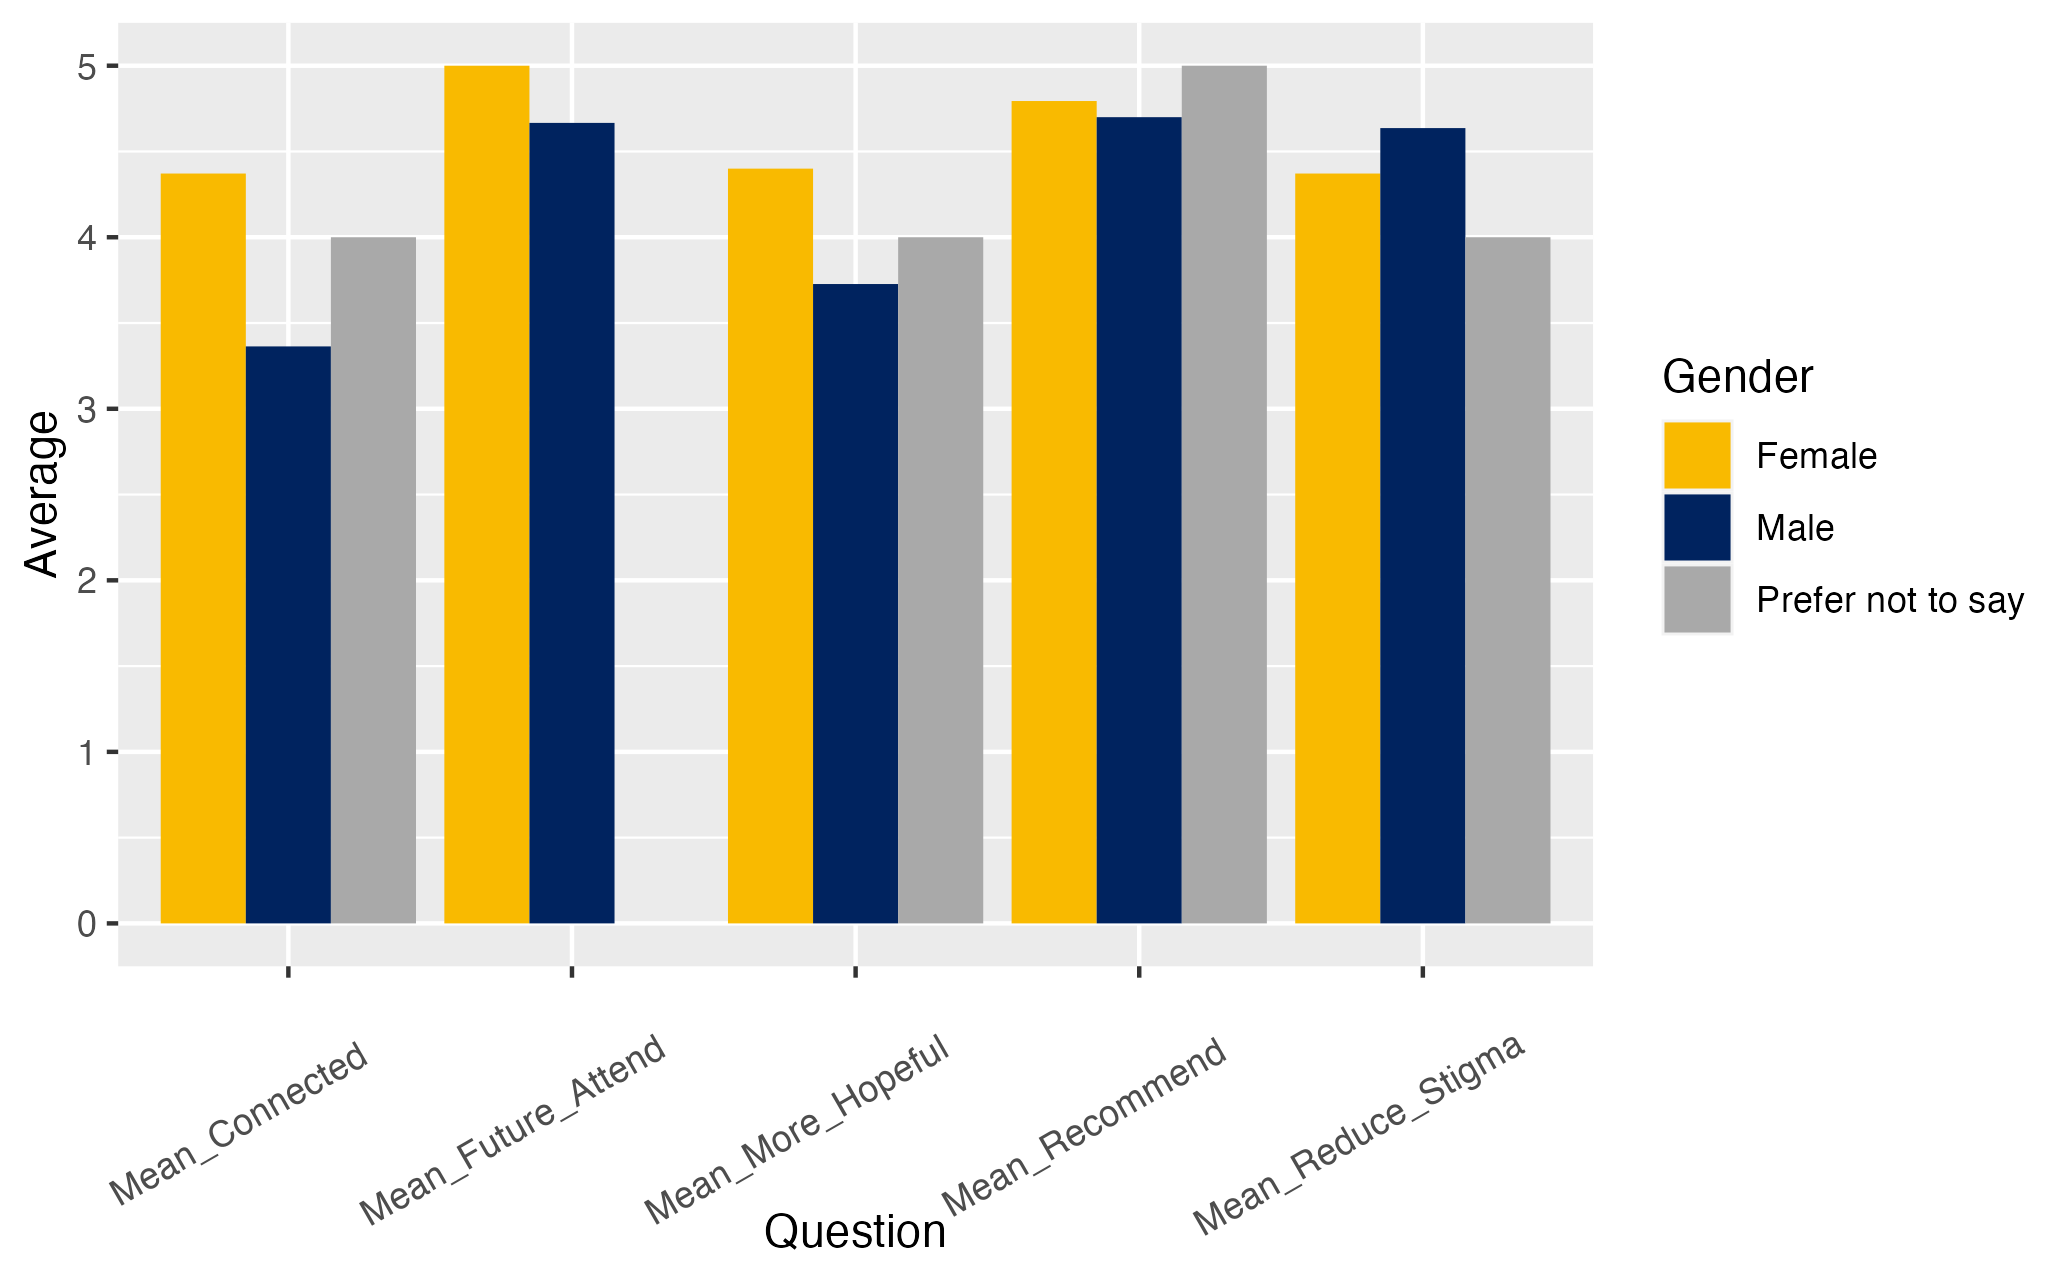 5
4
3
2
1
0
Average
Mean_Connected
Mean_Future_Attend
Mean_More_Hopeful
Mean_Recommend
Mean_Reduce_Stigma
Question
Gender
Female
Male
Prefer not to say